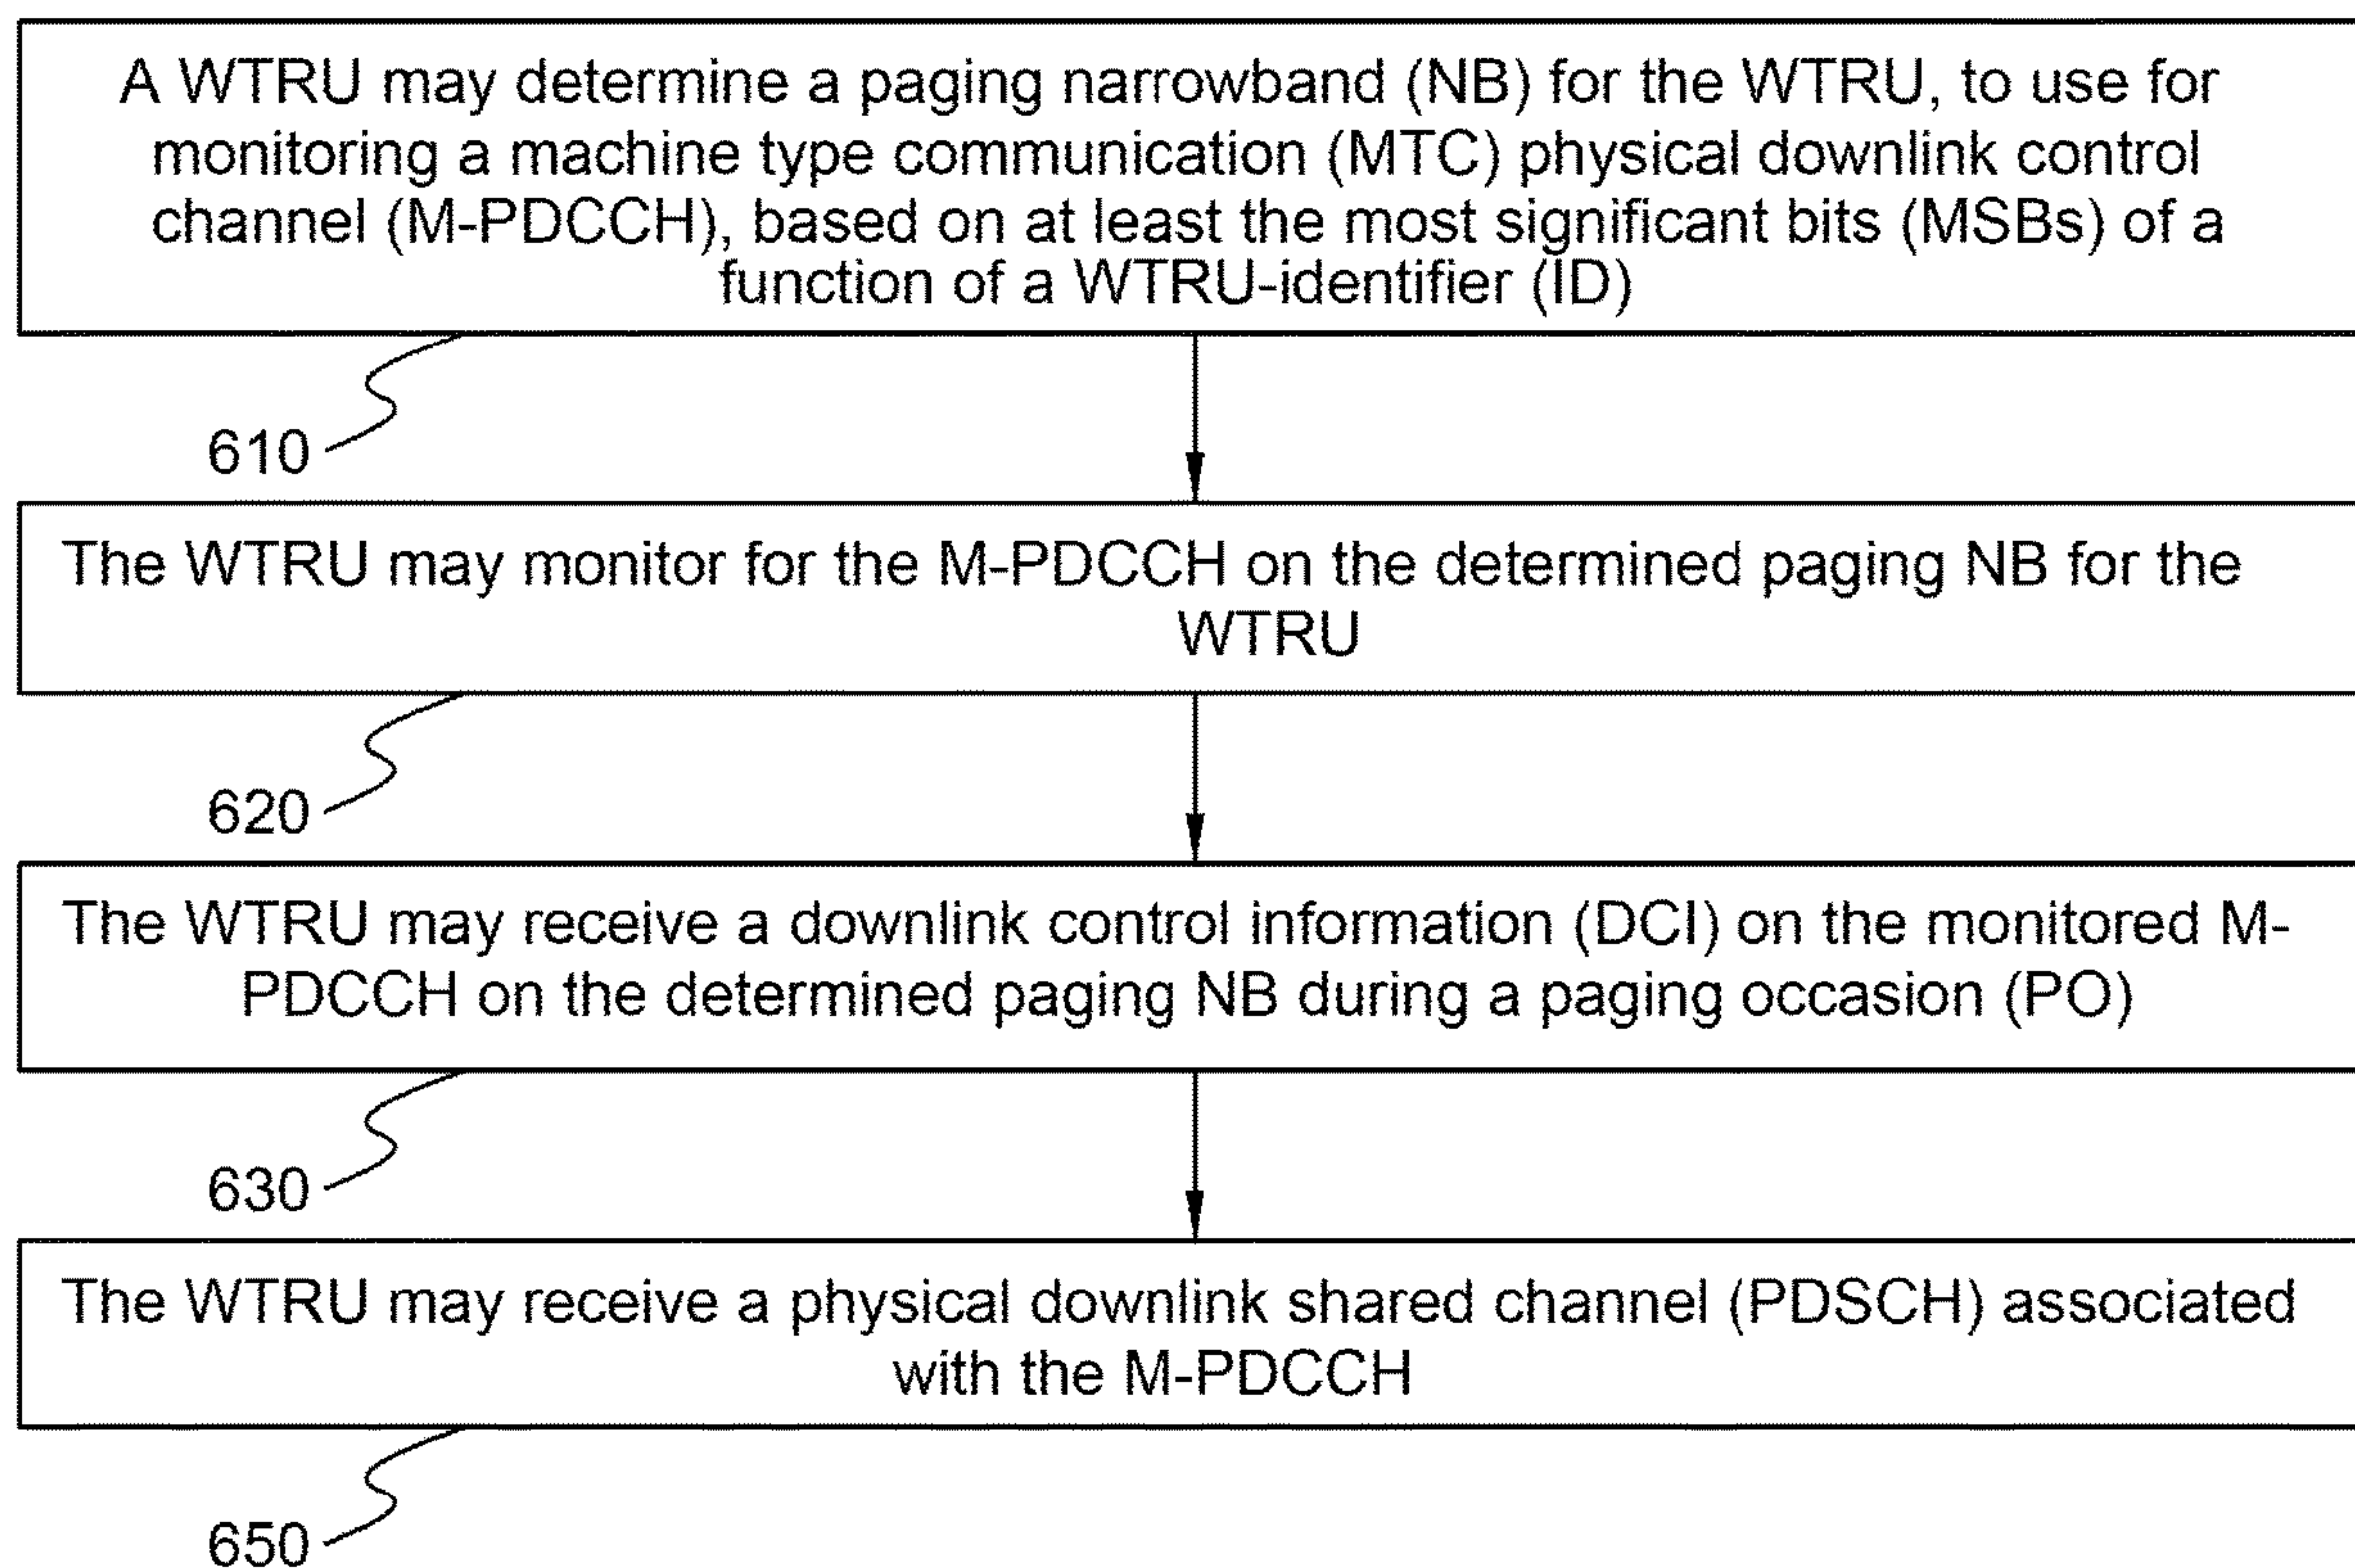 A WTRU may determine a paging narrowband (NB) for the WTRU, to use for
monitoring a machine type communication (MTC) physical downlink control
channel (M-PDCCH), based on at least the most significant bits (MSBs) of a
function of a WTRU-identifier (ID)
610
The WTRU may monitor for the M-PDCCH on the determined paging NB for the
WTRU
620
The WTRU may receive a downlink control information (DCI) on the monitored M-
PDCCH on the determined paging NB during a paging occasion (PO)
630
The WTRU may receive a physical downlink shared channel (PDSCH) associated
with the M-PDCCH
650